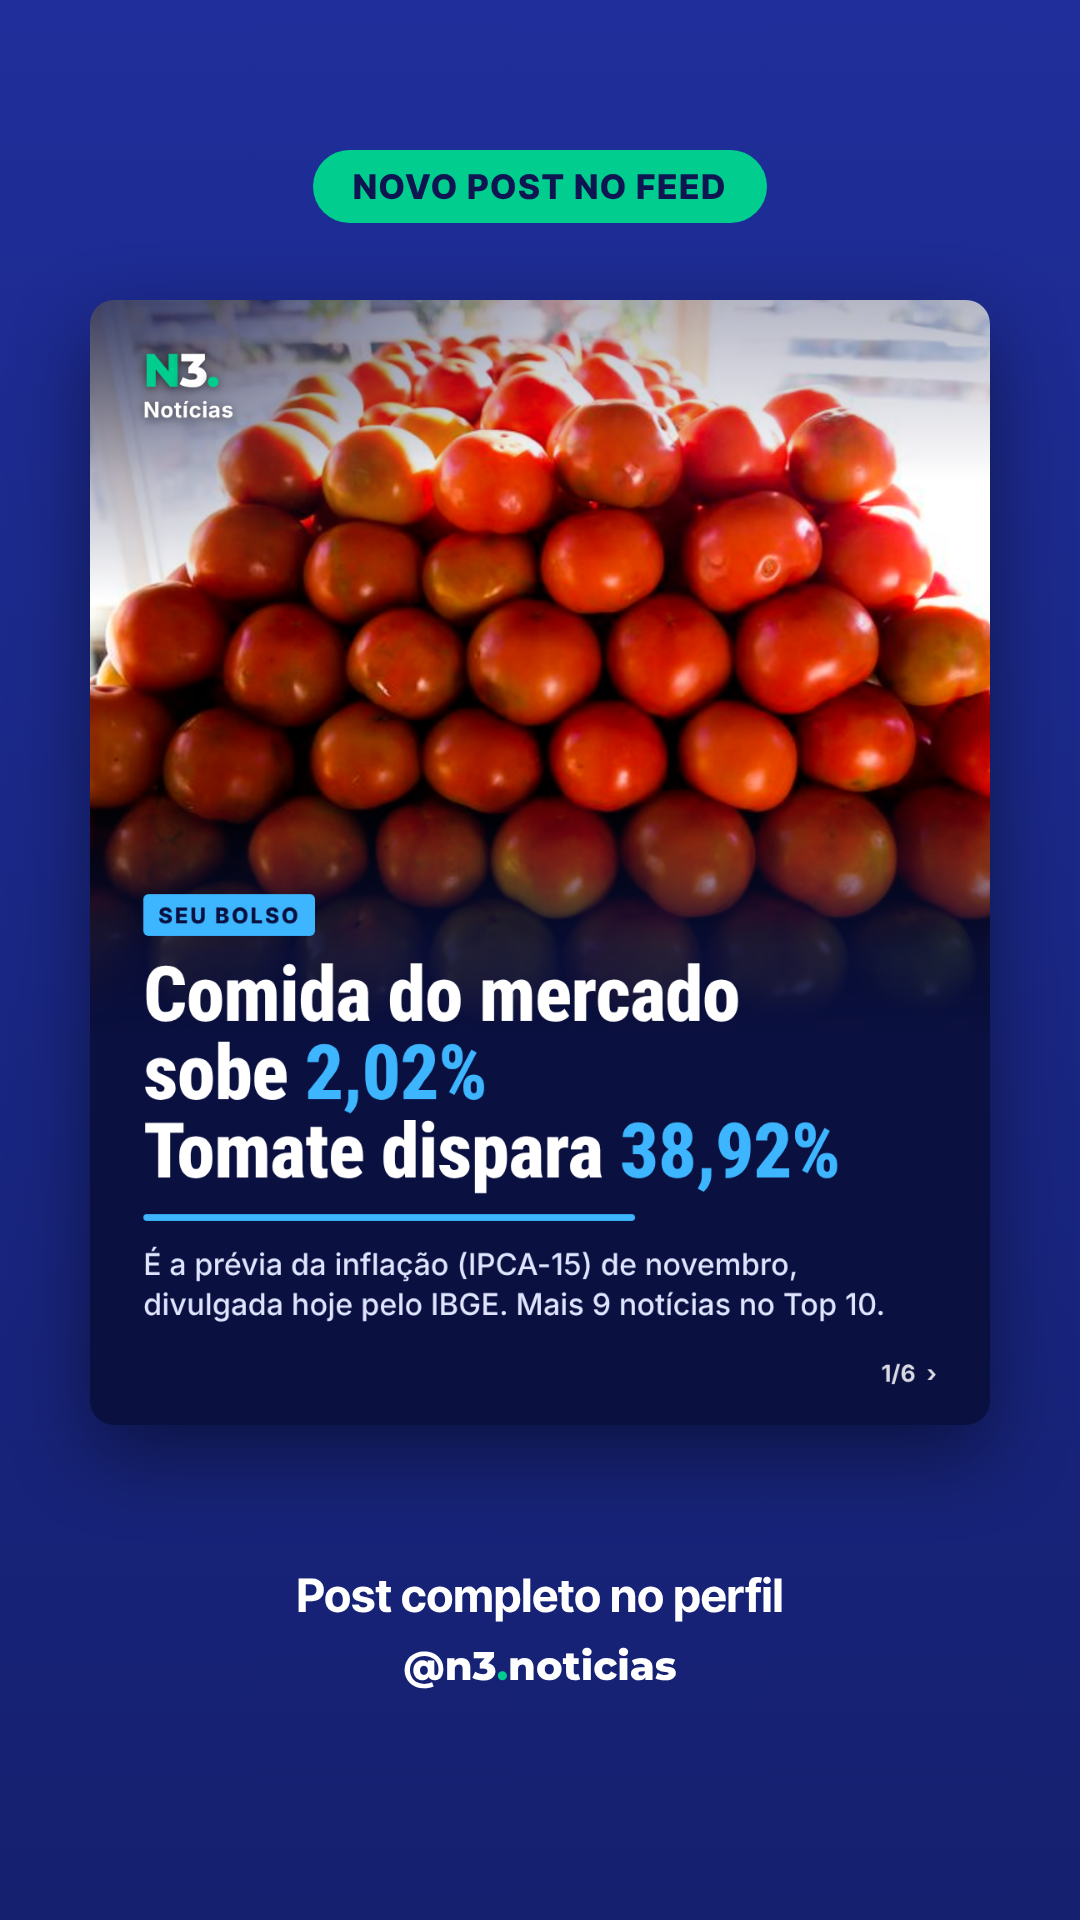 NOVO POST NO FEED
N3.
Notícias
SEU BOLSO
Comida do mercado
sobe 2,02%
Tomate dispara 38,92%
É a prévia da inflação (IPCA-15) de novembro,
divulgada hoje pelo IBGE. Mais 9 notícias no Top 10.
1/6 ›
Post completo no perfil
@n3.noticias